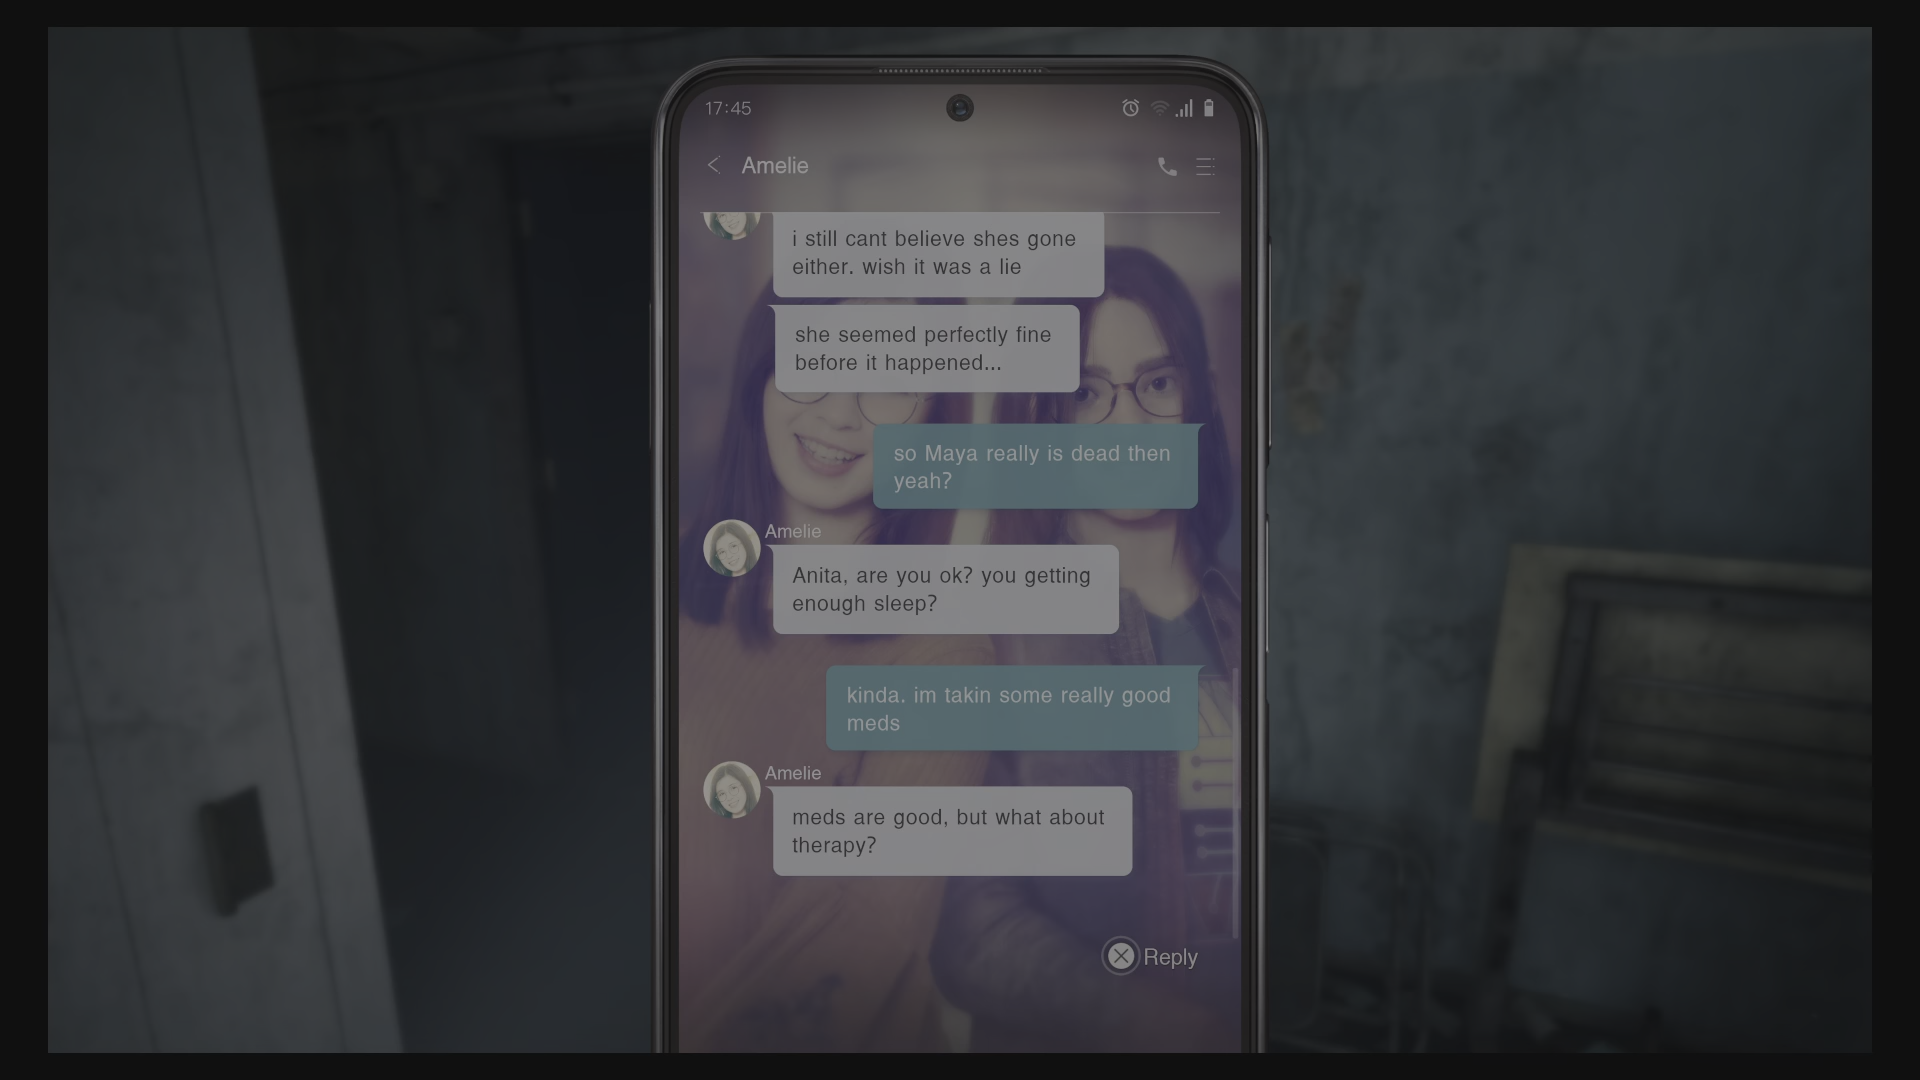 17:45
Amelie
i still cant believe shes gone
either. wish it was a lie
she seemed perfectly fine
before it happened...
so Maya really is dead then
yeah?
Amelie
Anita, are you ok? you getting
enough sleep?
kinda. im takin some really good
meds
Amelie
meds are good, but what about
therapy?
Reply